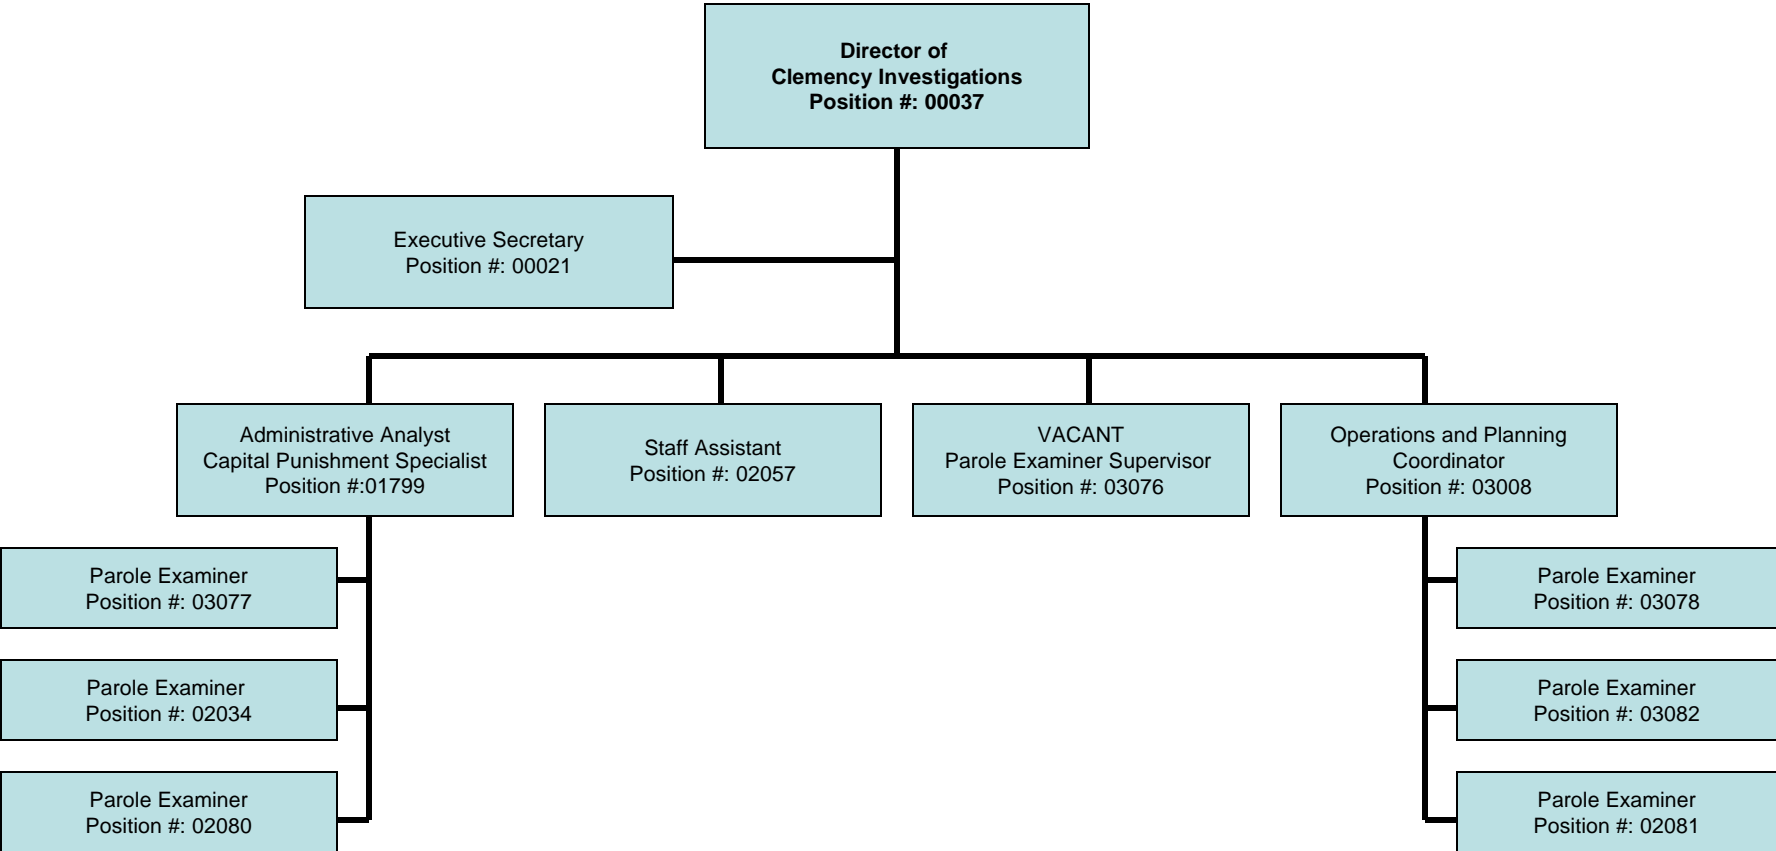 Director of
Clemency Investigations
Position #: 00037
Executive Secretary
Position #: 00021
Administrative Analyst
Capital Punishment Specialist
Position #:01799
Staff Assistant
Position #: 02057
VACANT
Parole Examiner Supervisor
Position #: 03076
Operations and Planning
Coordinator
Position #: 03008
Parole Examiner
Position #: 03077
Parole Examiner
Position #: 02034
Parole Examiner
Position #: 02080
Parole Examiner
Position #: 03078
Parole Examiner
Position #: 03082
Parole Examiner
Position #: 02081